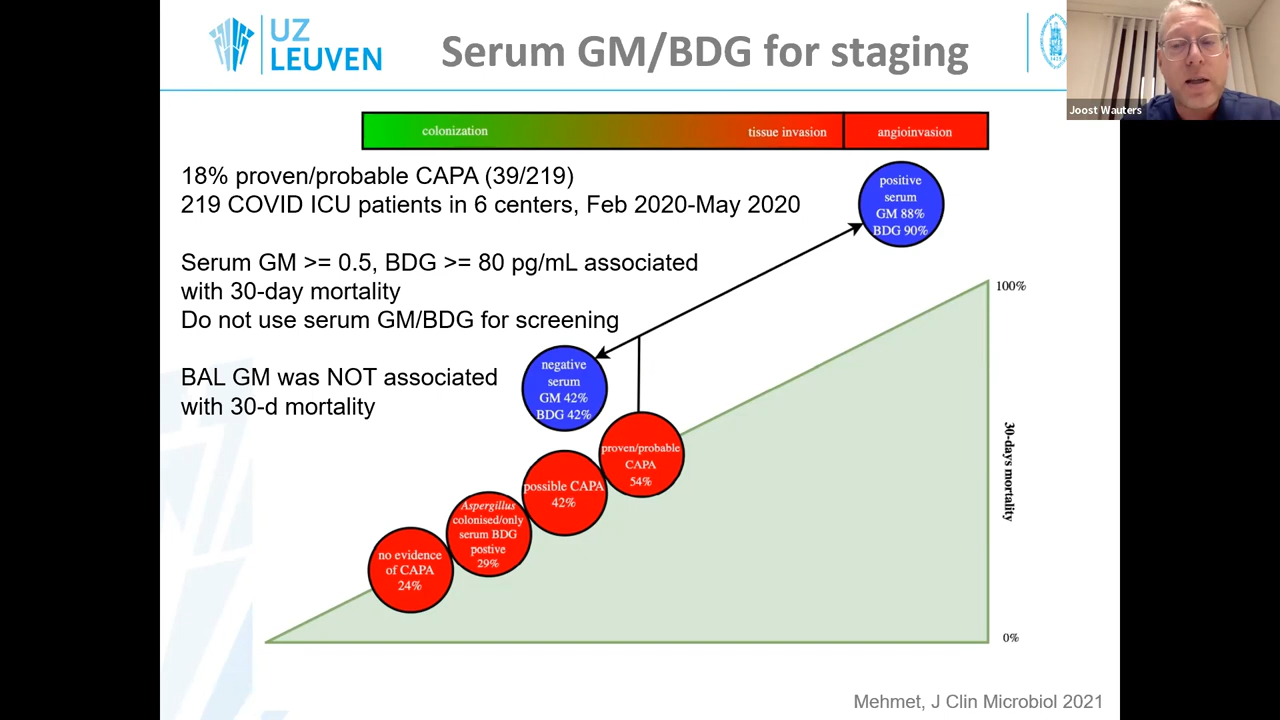 UZ
LEUVEN
Serum GM/BDG for staging
Joost Wauters
colonization
tissue invasion
angioinvasion
18% proven/probable CAPA (39/219)
219 COVID ICU patients in 6 centers, Feb 2020-May 2020
Serum GM >= 0.5, BDG >= 80 pg/mL associated
with 30-day mortality
Do not use serum GM/BDG for screening
BAL GM was NOT associated
with 30-d mortality
positive
serum
GM 88%
BDG 90%
negative
serum
GM 42%
BDG 42%
proven/probable
CAPA
54%
possible CAPA
42%
Aspergillus
colonised/only
serum BDG
postive
29%
no evidence
of CAPA
24%
100%
30-days mortality
0%
Mehmet, J Clin Microbiol 2021